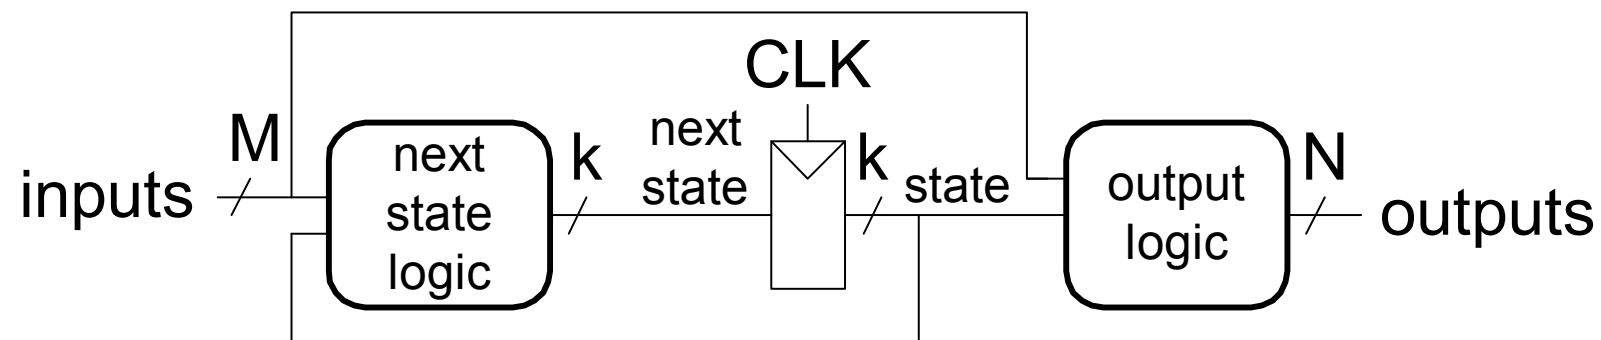 CLK
M
next
state
logic
k
next
state
k
state
output
logic
N
inputs
outputs